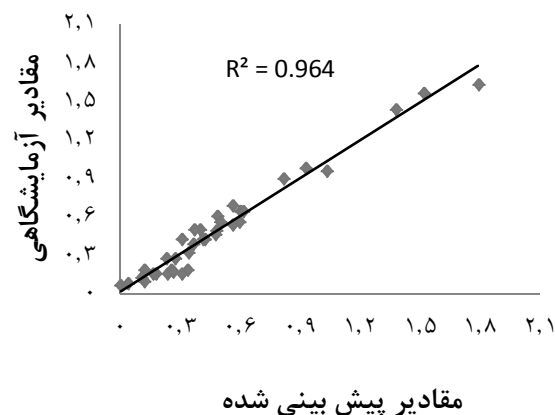 ۲,۱
۱,۸
۱,۵
۱,۲
۰,۹
۰,۶
۰,۳
۰
مقادیر آزمایشگاهی
R² = 0.964
۰ ۰,۳ ۰,۶ ۰,۹ ۱,۲ ۱,۵ ۱,۸ ۲,۱
مقادیر پیش بینی شده